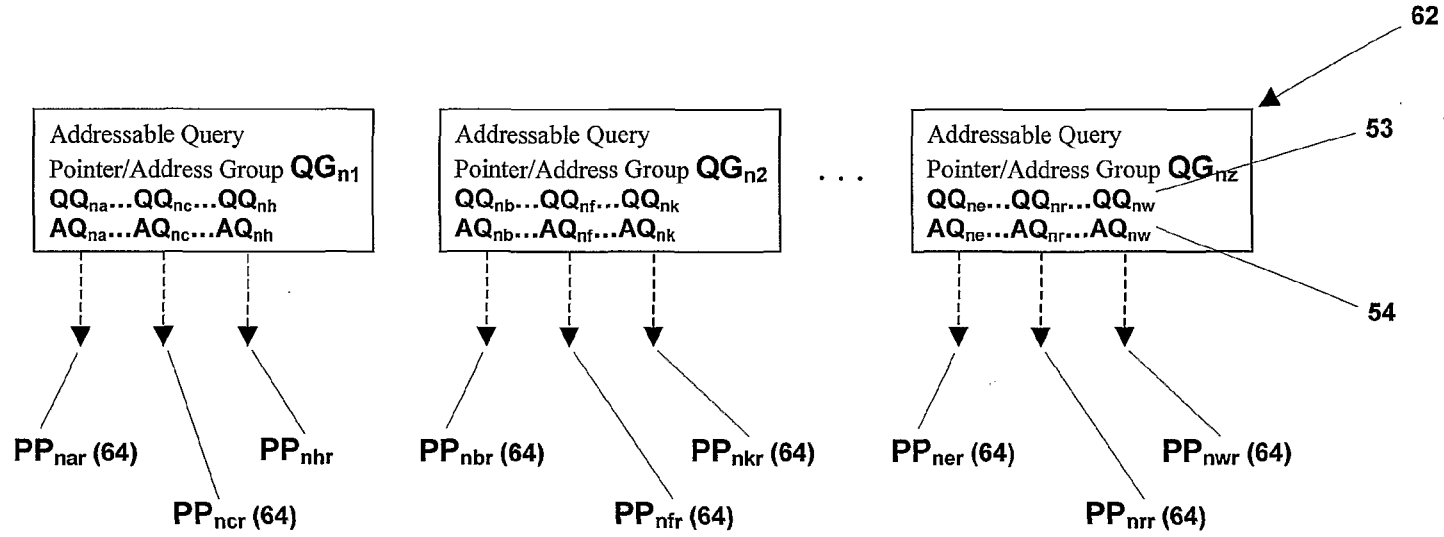 62
Addressable Query
Pointer/Address Group QGn1
QQna...QQnc...QQnh
AQna...AQnc...AQnh
Addressable Query
Pointer/Address Group QGn2
QQnb...QQnf...QQnk
AQnb...AQnf...AQnk
. . .
Addressable Query
Pointer/Address Group QGnz
QQne...QQnr...QQnw
AQne...AQnr...AQnw
53
54
PPnar (64)
PPncr (64)
PPnhr
PPnbr (64)
PPnfr (64)
PPnkr (64)
PPner (64)
PPnrr (64)
PPnwr (64)